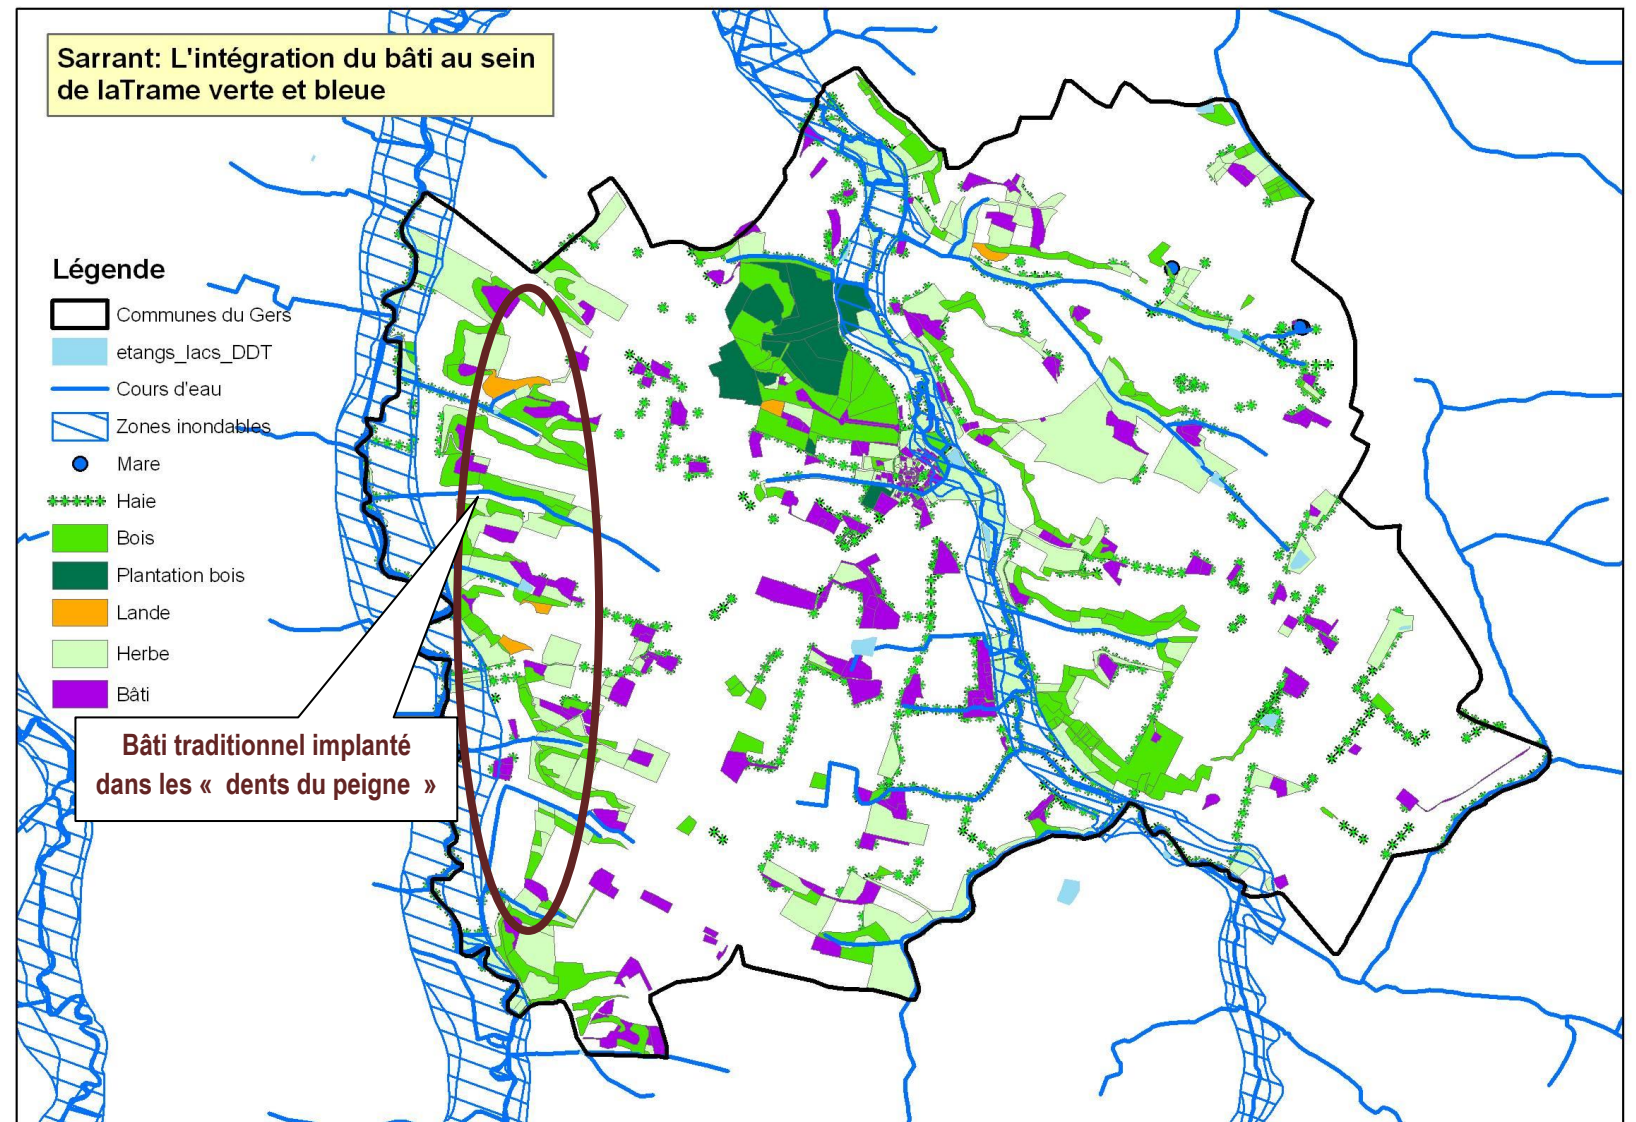 Sarrant: L'intégration du bâti au sein
de laTrame verte et bleue
Légende
Communes du Gers
etangs_lacs_DDT
Cours d'eau
Zones inondables
Mare
Haie
Bois
Plantation bois
Lande
Herbe
Bâti
Bâti traditionnel implanté
dans les « dents du peigne »